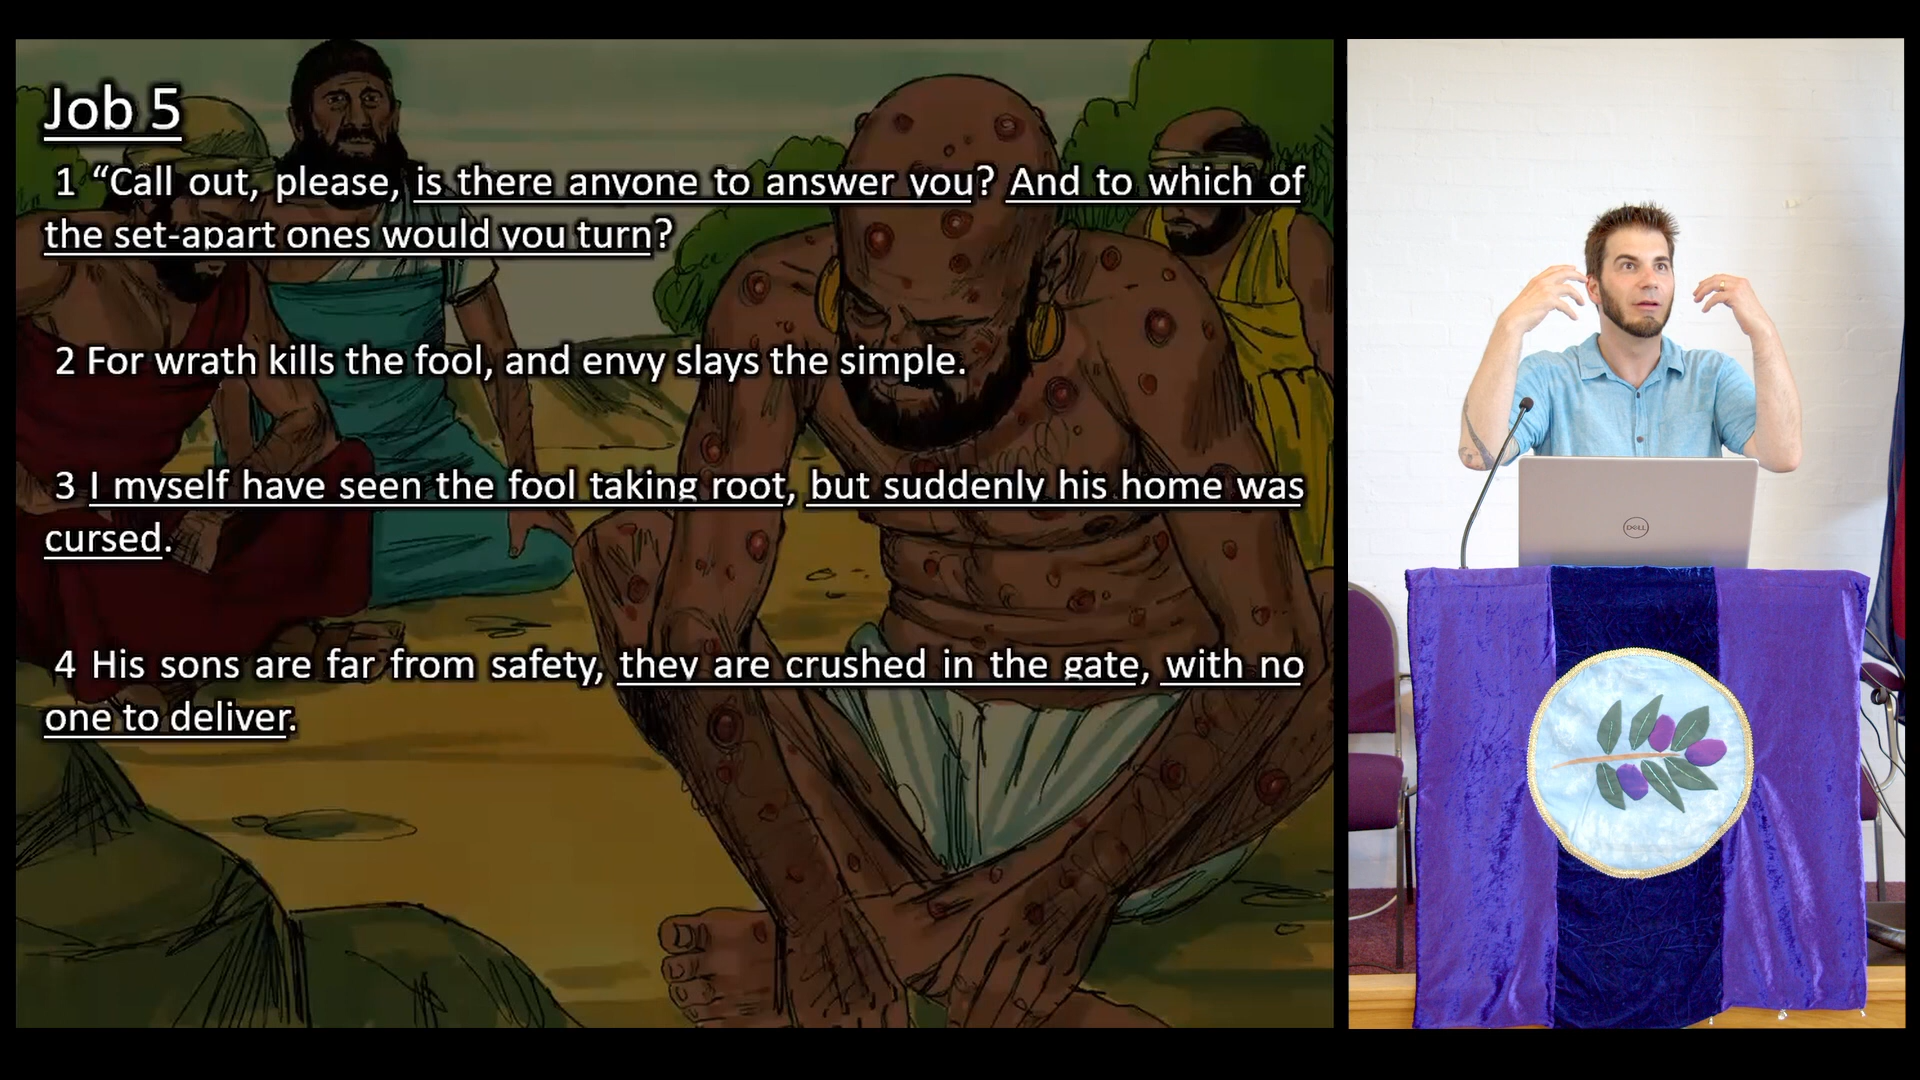 Job 5
1 “Call out, please, is there anyone to answer you? And to which of
the set-apart ones would you turn?
2 For wrath kills the fool, and envy slays the simple.
3 I myself have seen the fool taking root, but suddenly his home was
cursed.
4 His sons are far from safety, they are crushed in the gate, with no
one to deliver.
DELL